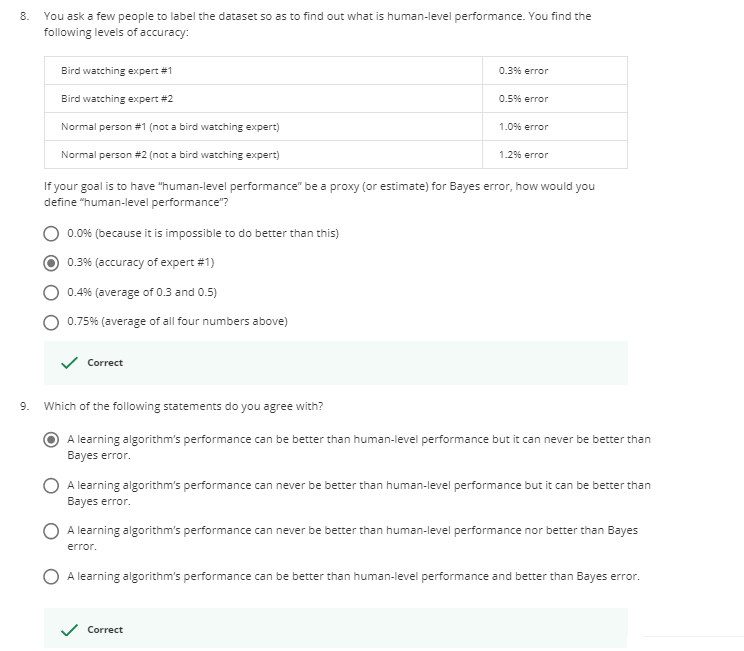 8. You ask a few people to label the dataset so as to find out what is human-level performance. You find the
following levels of accuracy:
Bird watching expert #1 0.3% error
Bird watching expert #2 0.5% error
Normal person #1 (not a bird watching expert) 1.0% error
Normal person #2 (not a bird watching expert) 1.2% error
If your goal is to have "human-level performance" be a proxy (or estimate) for Bayes error, how would you
define "human-level performance"?
0.0% (because it is impossible to do better than this)
0.3% (accuracy of expert #1)
0.4% (average of 0.3 and 0.5)
0.75% (average of all four numbers above)
Correct
9. Which of the following statements do you agree with?
A learning algorithm's performance can be better than human-level performance but it can never be better than
Bayes error.
A learning algorithm's performance can never be better than human-level performance but it can be better than
Bayes error.
A learning algorithm's performance can never be better than human-level performance nor better than Bayes
error.
A learning algorithm's performance can be better than human-level performance and better than Bayes error.
Correct